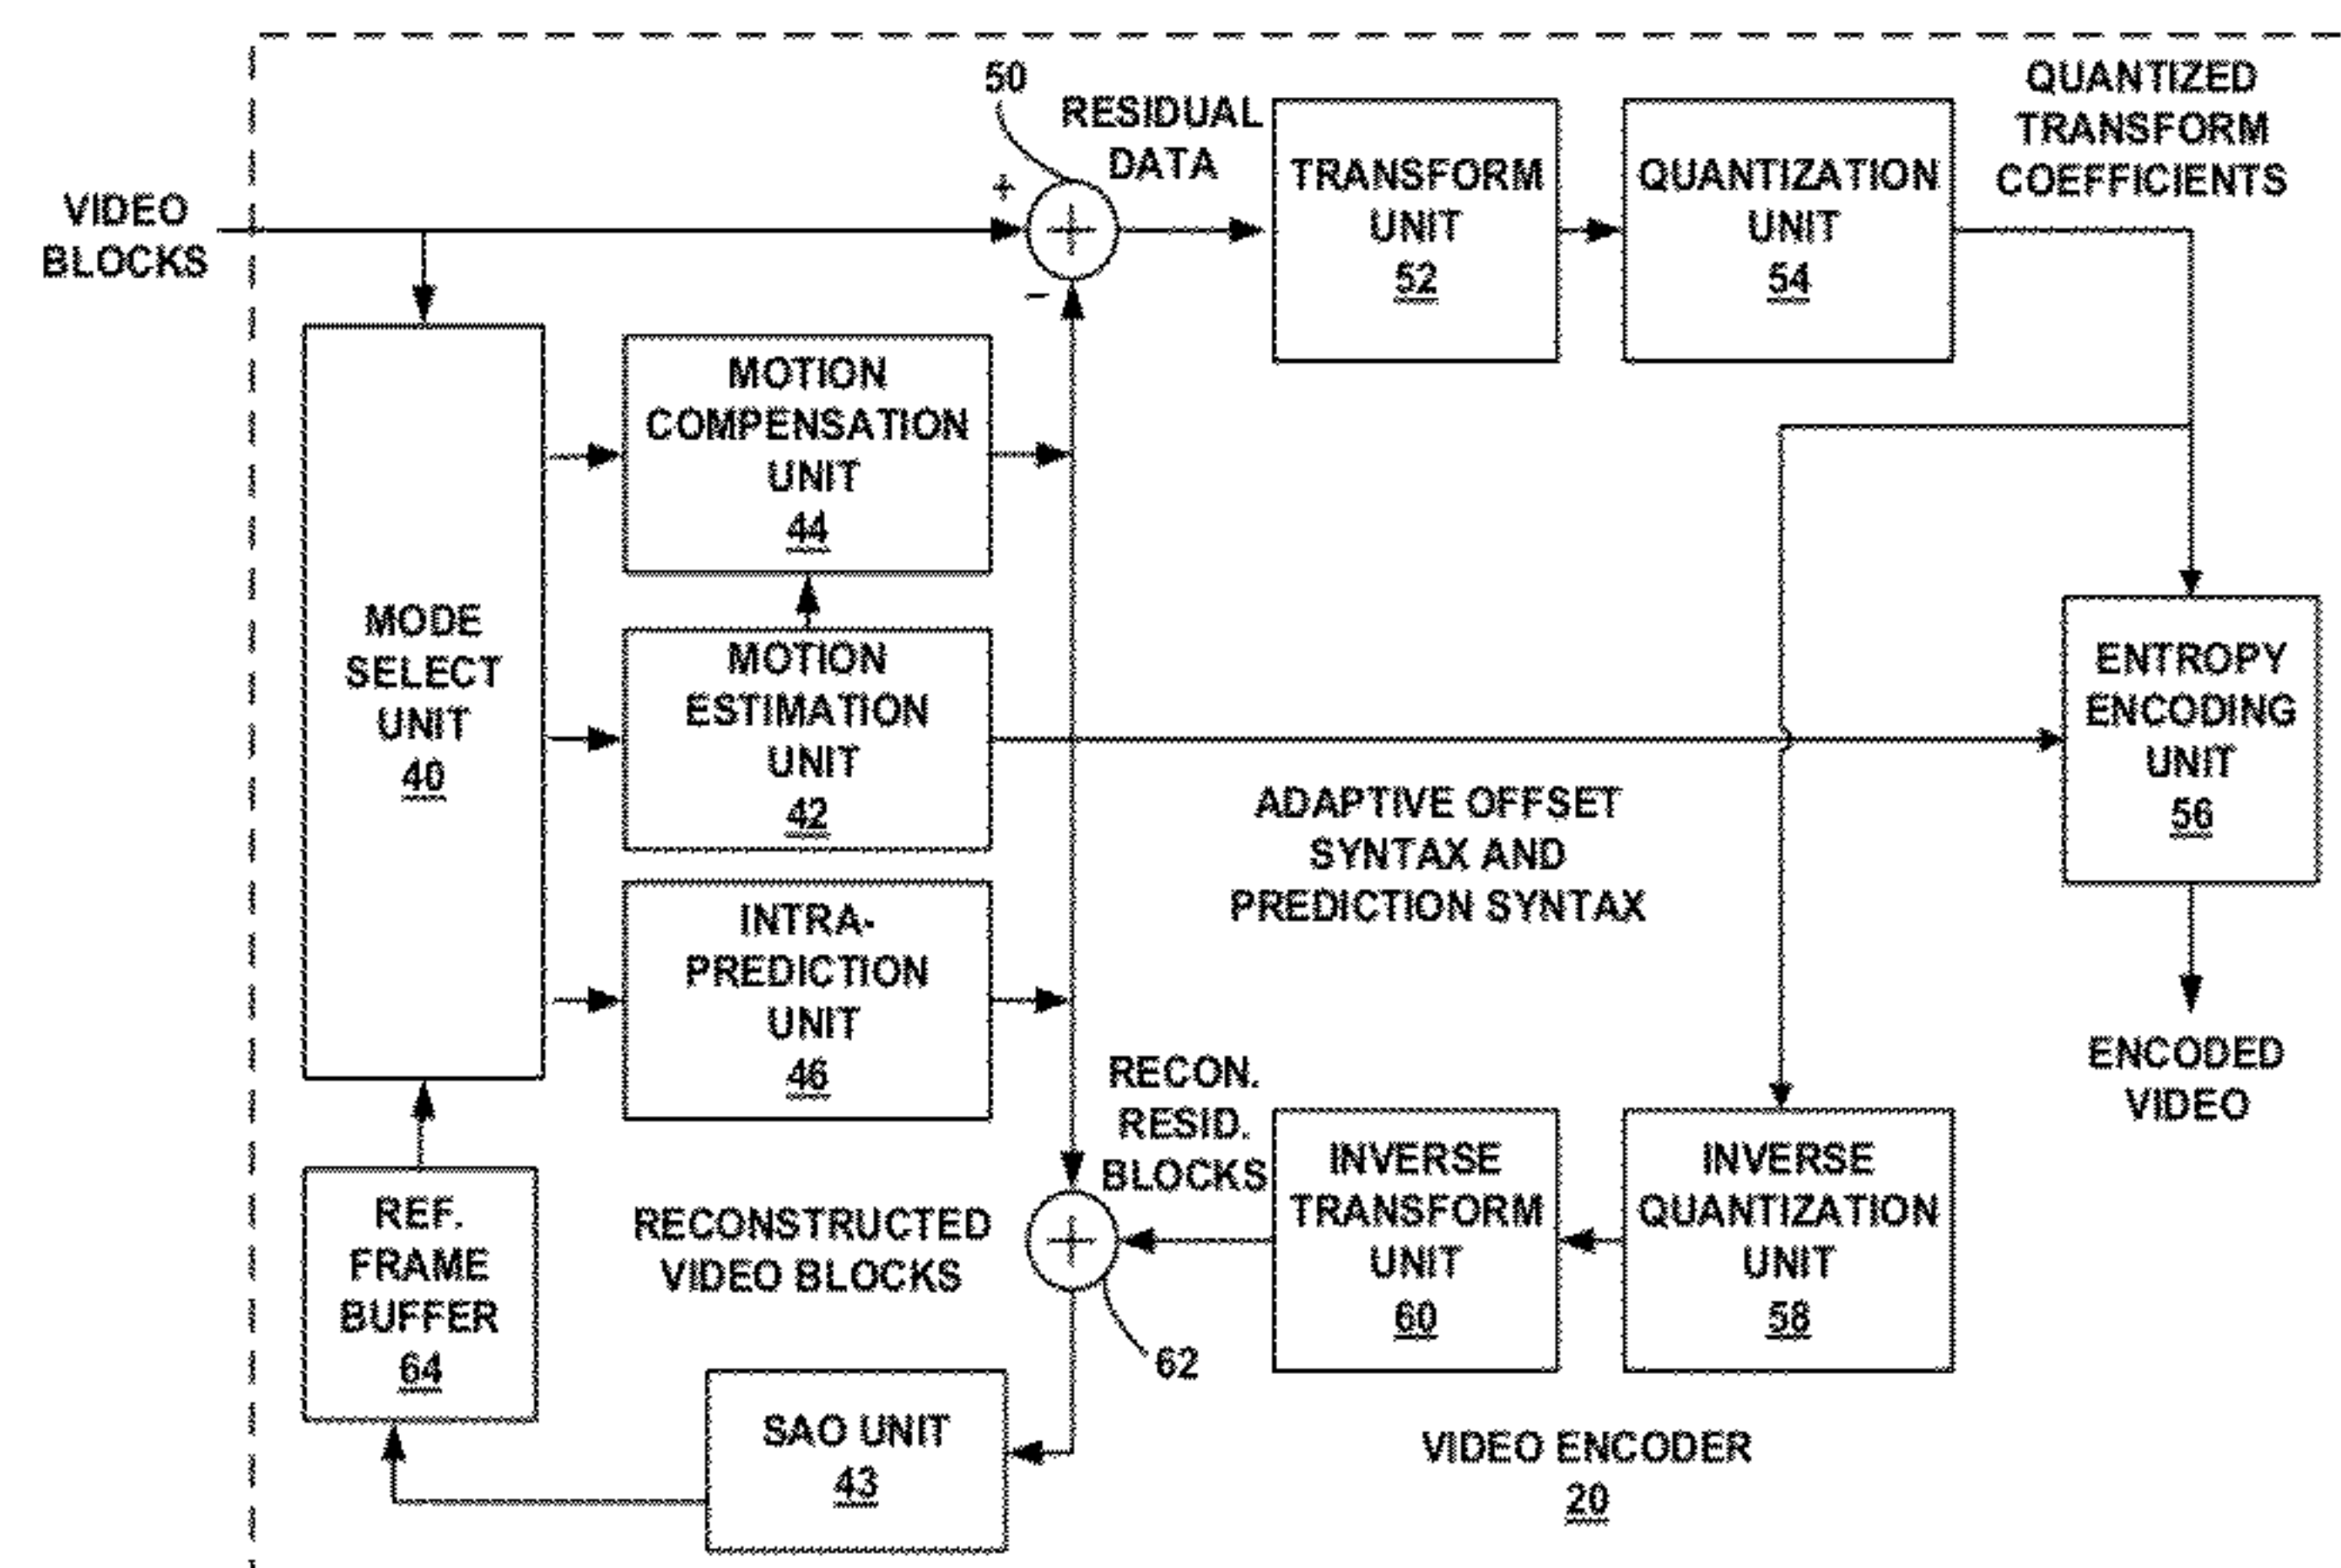 50
RESIDUAL
DATA
QUANTIZED
TRANSFORM
COEFFICIENTS
VIDEO
BLOCKS
+
−
TRANSFORM
UNIT
52
QUANTIZATION
UNIT
54
MODE
SELECT
UNIT
40
MOTION
COMPENSATION
UNIT
44
MOTION
ESTIMATION
UNIT
42
INTRA-
PREDICTION
UNIT
46
ADAPTIVE OFFSET
SYNTAX AND
PREDICTION SYNTAX
ENTROPY
ENCODING
UNIT
56
ENCODED
VIDEO
REF.
FRAME
BUFFER
64
RECONSTRUCTED
VIDEO BLOCKS
RECON.
RESID.
BLOCKS
INVERSE
TRANSFORM
UNIT
60
INVERSE
QUANTIZATION
UNIT
58
62
SAO UNIT
43
VIDEO ENCODER
20